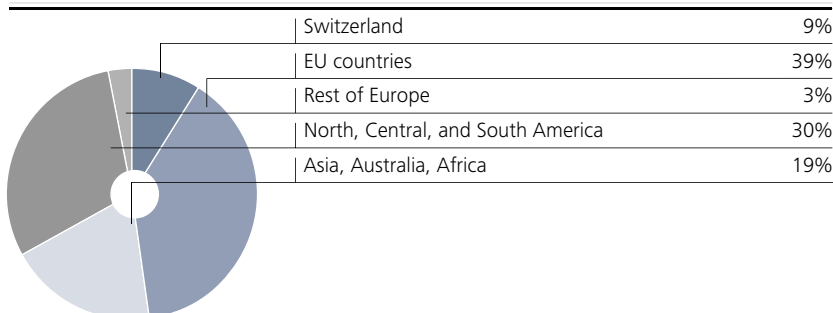 Switzerland 9%
EU countries 39%
Rest of Europe 3%
North, Central, and South America 30%
Asia, Australia, Africa 19%